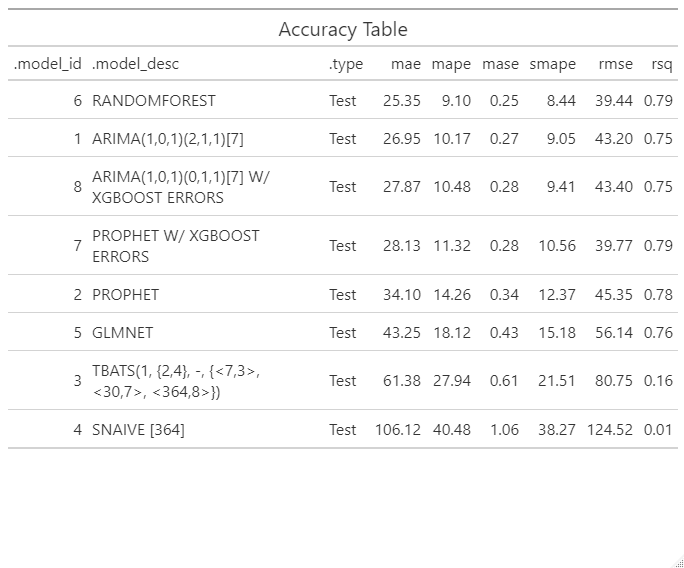 Accuracy Table
.model_id .model_desc .type mae mape mase smape rmse rsq
6 RANDOMFOREST Test 25.35 9.10 0.25 8.44 39.44 0.79
1 ARIMA(1,0,1)(2,1,1)[7] Test 26.95 10.17 0.27 9.05 43.20 0.75
8 ARIMA(1,0,1)(0,1,1)[7] W/ Test 27.87 10.48 0.28 9.41 43.40 0.75
XGBOOST ERRORS
7 PROPHET W/ XGBOOST Test 28.13 11.32 0.28 10.56 39.77 0.79
ERRORS
2 PROPHET Test 34.10 14.26 0.34 12.37 45.35 0.78
5 GLMNET Test 43.25 18.12 0.43 15.18 56.14 0.76
3 TBATS(1, {2,4}, -, {<7,3>, Test 61.38 27.94 0.61 21.51 80.75 0.16
<30,7>, <364,8>})
4 SNAIVE [364] Test 106.12 40.48 1.06 38.27 124.52 0.01